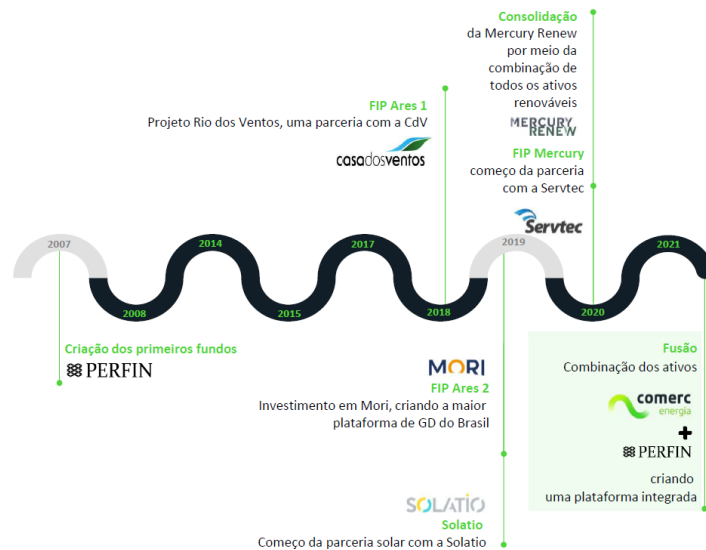 Consolidação
da Mercury Renew
por meio da
combinação de
todos os ativos
renováveis
MERCURY
RENEW
FIP Ares 1
Projeto Rio dos Ventos, uma parceria com a CdV
casadosventos
FIP Mercury
começo da parceria
com a Servtec
Servtec
2007
2014
2017
2019
2021
2008
2015
2018
2020
Criação dos primeiros fundos
PERFIN
MORI
FIP Ares 2
Investimento em Mori, criando a maior
plataforma de GD do Brasil
SOLATIO
Solatio
Começo da parceria solar com a Solatio
Fusão
Combinação dos ativos
comerc
energia
+
PERFIN
criando
uma plataforma integrada